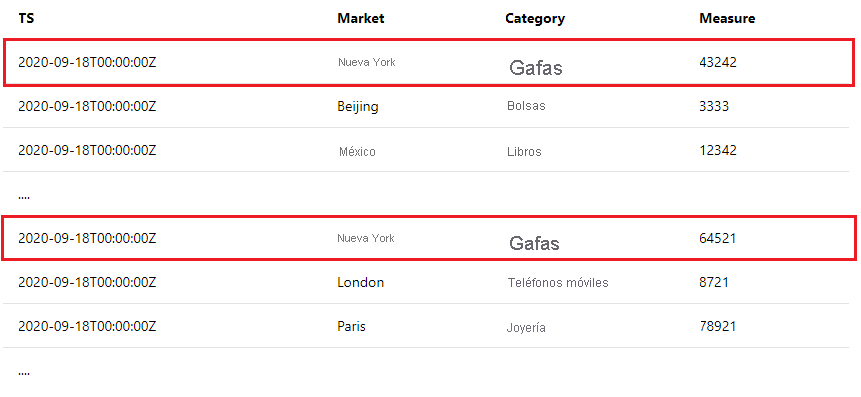 TS Market Category Measure
2020-09-18T00:00:00Z Nueva York Gafas 43242
2020-09-18T00:00:00Z Beijing Bolsas 3333
2020-09-18T00:00:00Z México Libros 12342
....
2020-09-18T00:00:00Z Nueva York Gafas 64521
2020-09-18T00:00:00Z London Teléfonos móviles 8721
2020-09-18T00:00:00Z Paris Joyería 78921
....